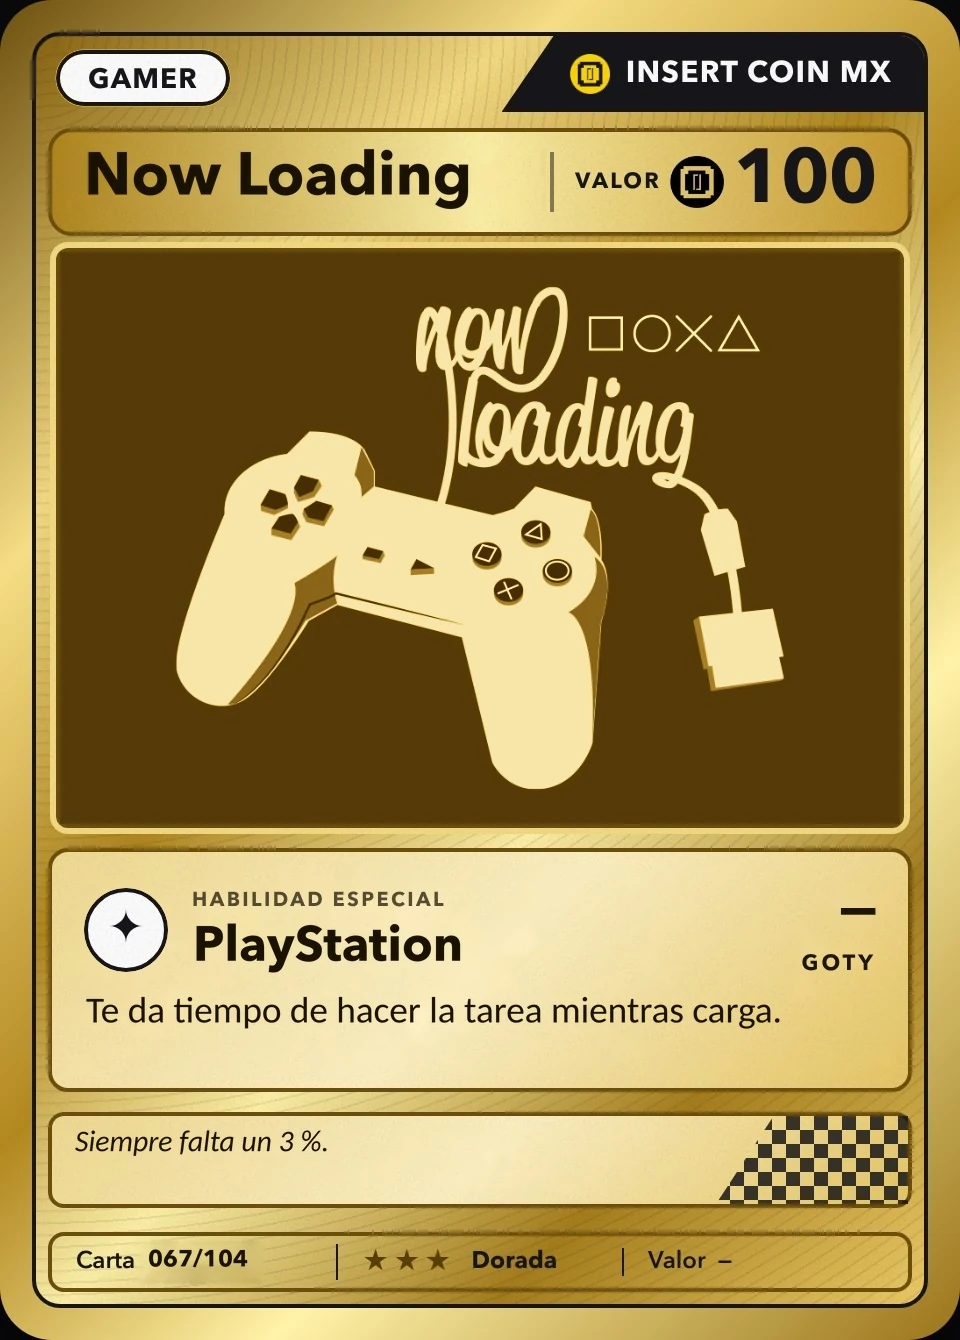 GAMER
INSERT COIN MX
Now Loading
VALOR 100
now
loading
HABILIDAD ESPECIAL
PlayStation
–
GOTY
Te da tiempo de hacer la tarea mientras carga.
Siempre falta un 3 %.
Carta 067/104 ★★★ Dorada Valor –